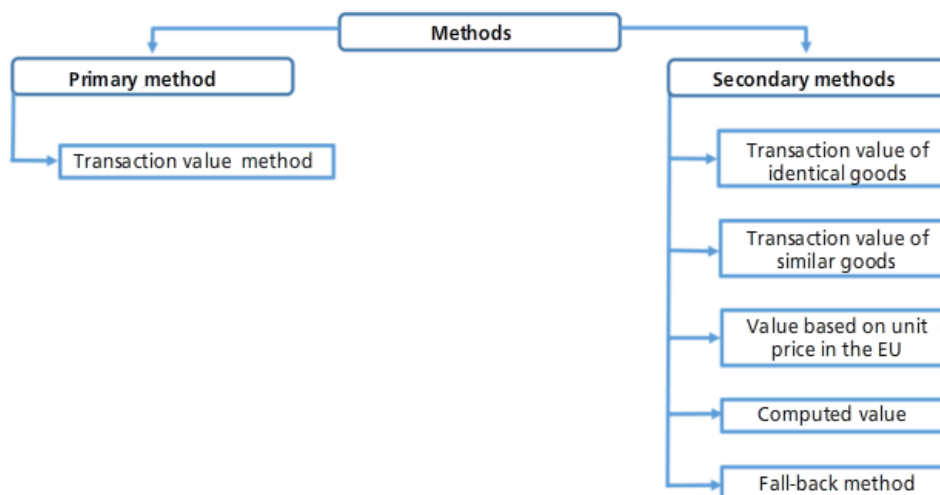 Methods
Primary method
Secondary methods
Transaction value method
Transaction value of
identical goods
Transaction value of
similar goods
Value based on unit
price in the EU
Computed value
Fall-back method